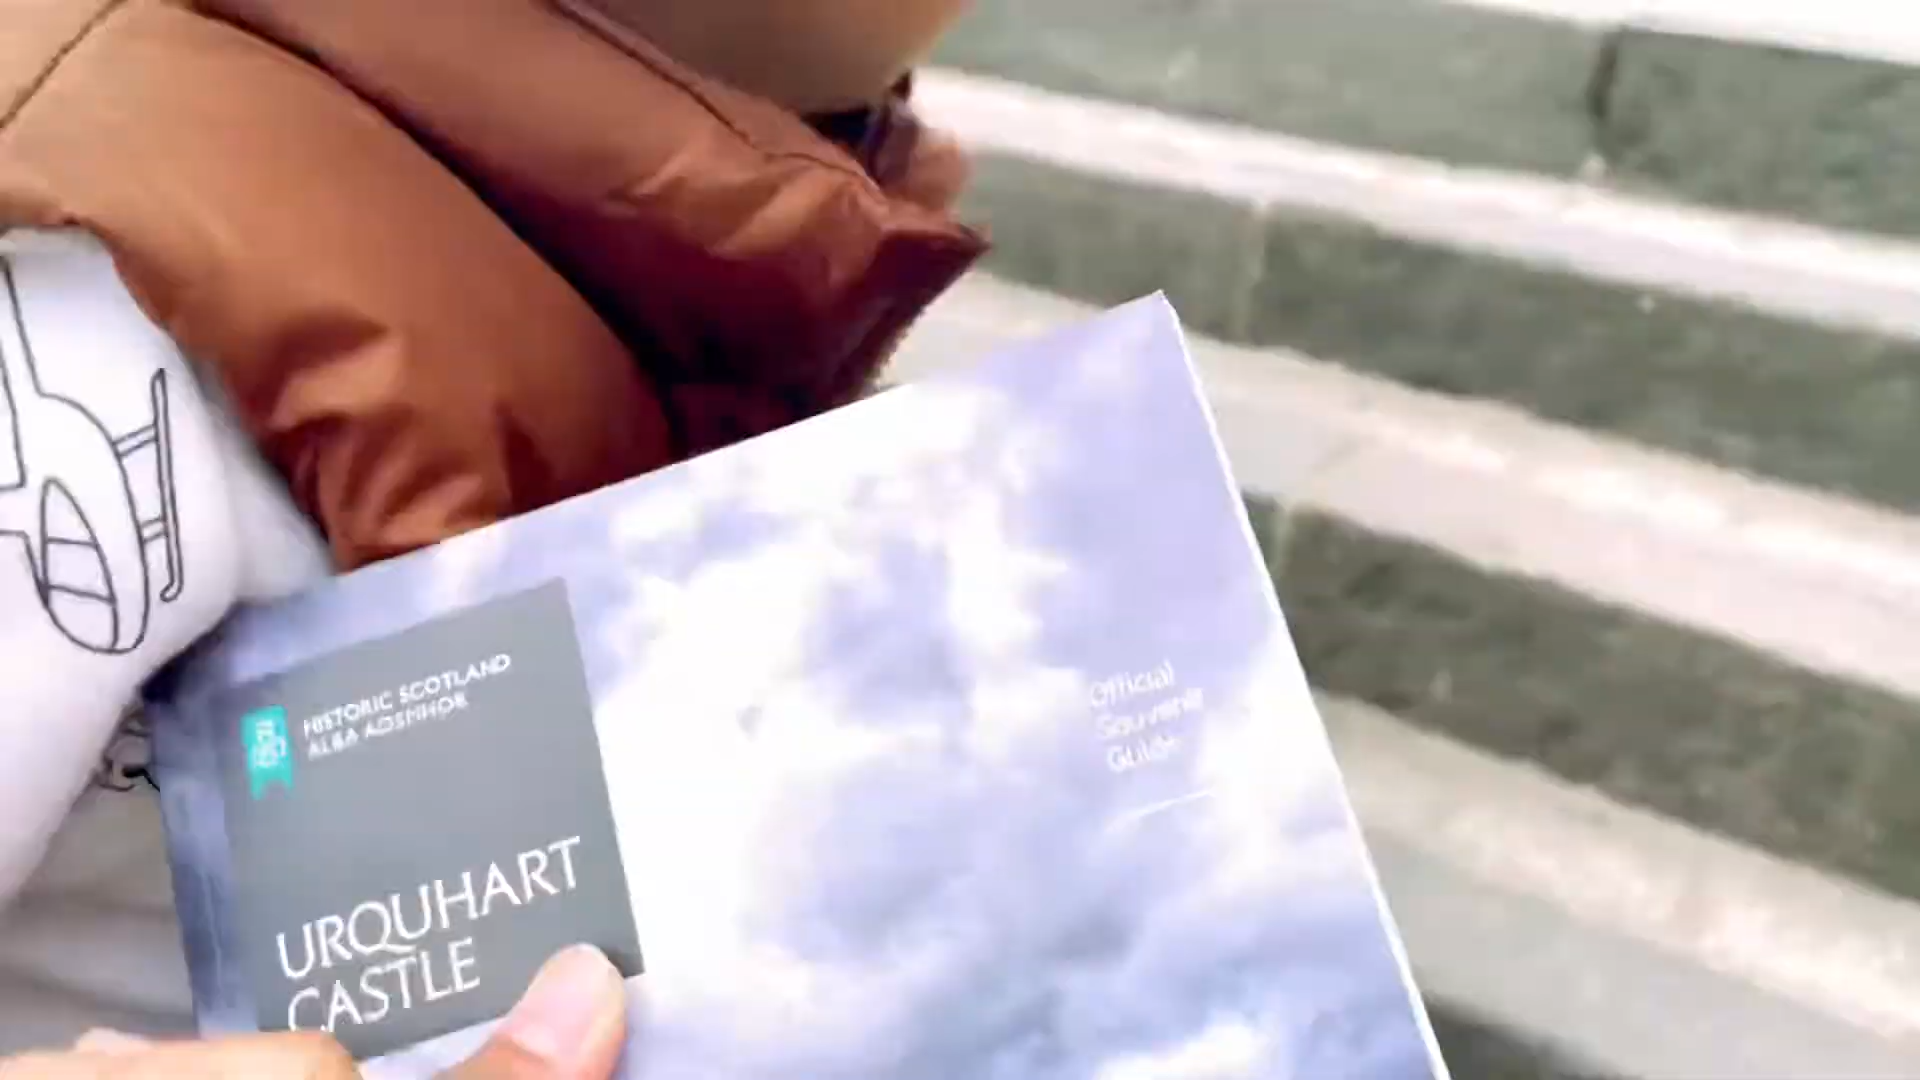 HISTORIC SCOTLAND
ALBA AOSMHOR
URQUHART
CASTLE
Official
Souvenir
Guide